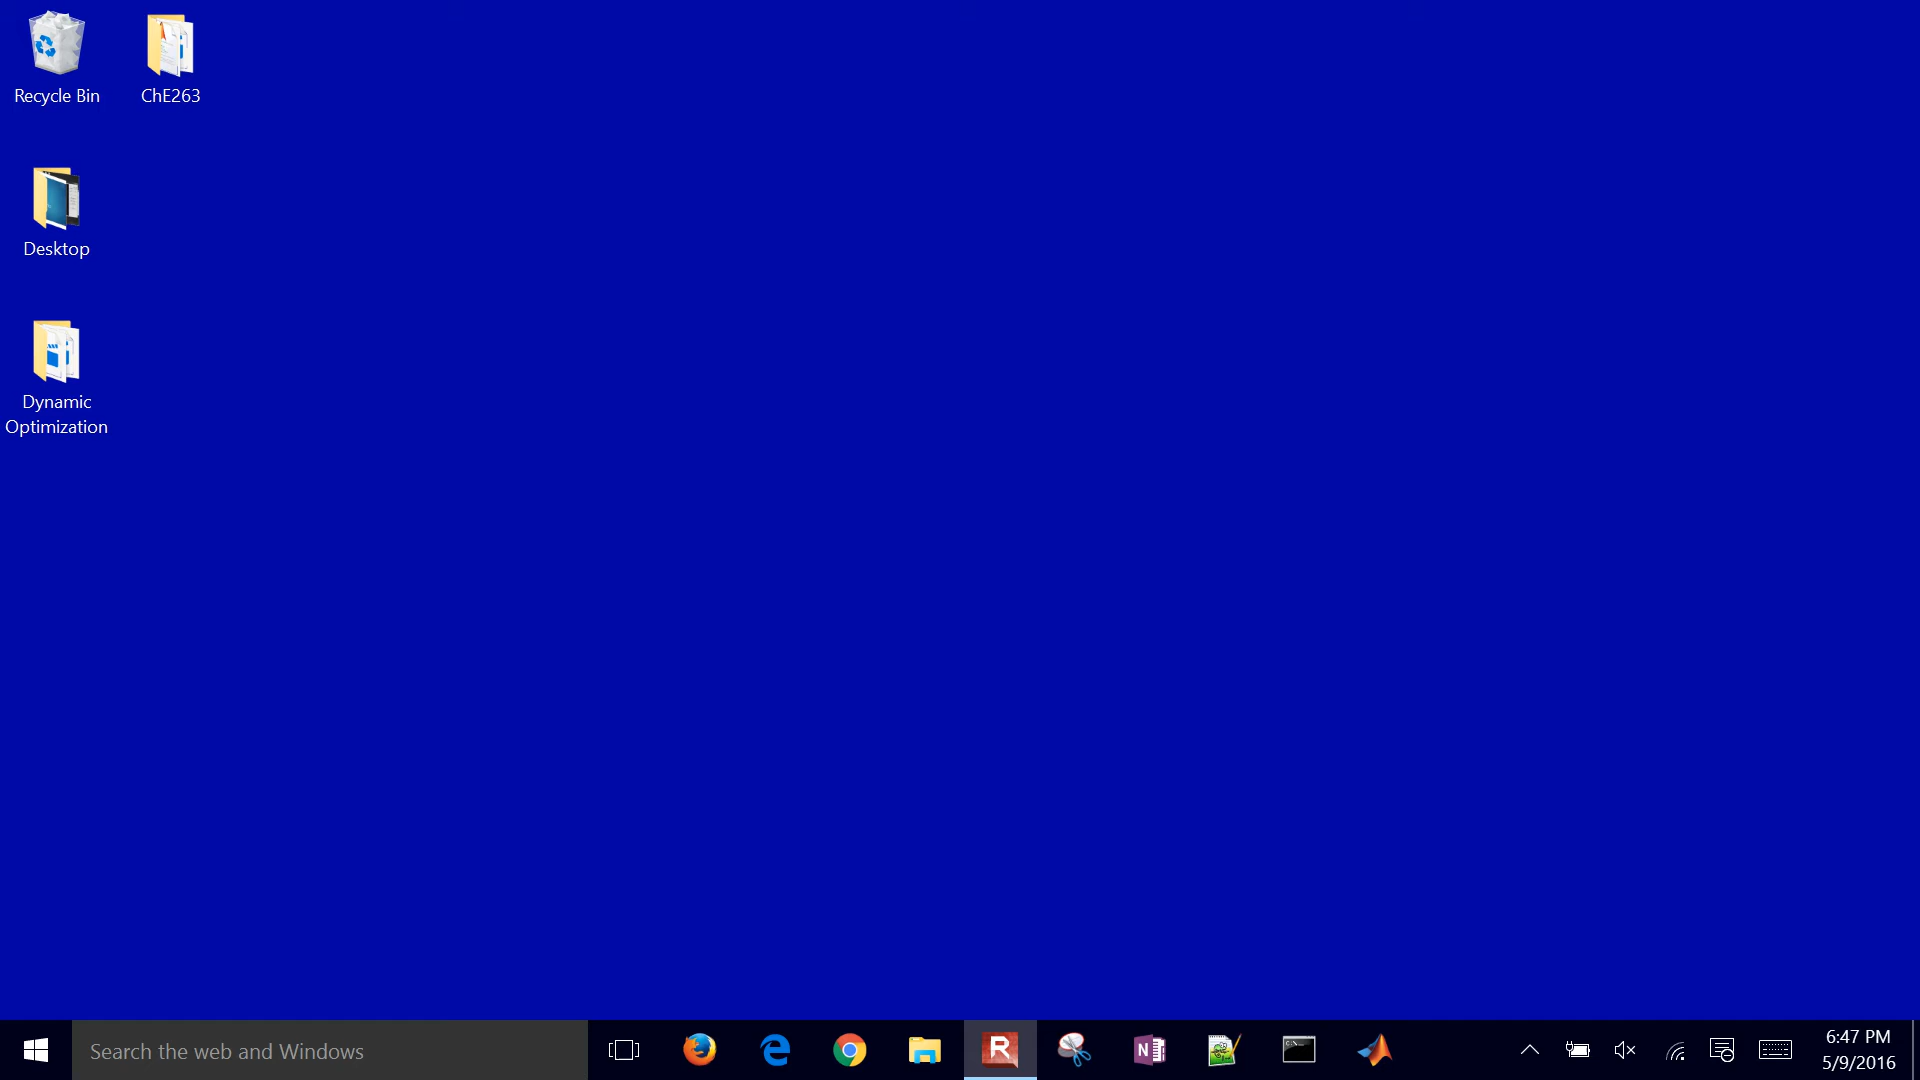 Recycle Bin
ChE263
Desktop
Dynamic
Optimization
Search the web and Windows
R
N
C:\
6:47 PM
5/9/2016